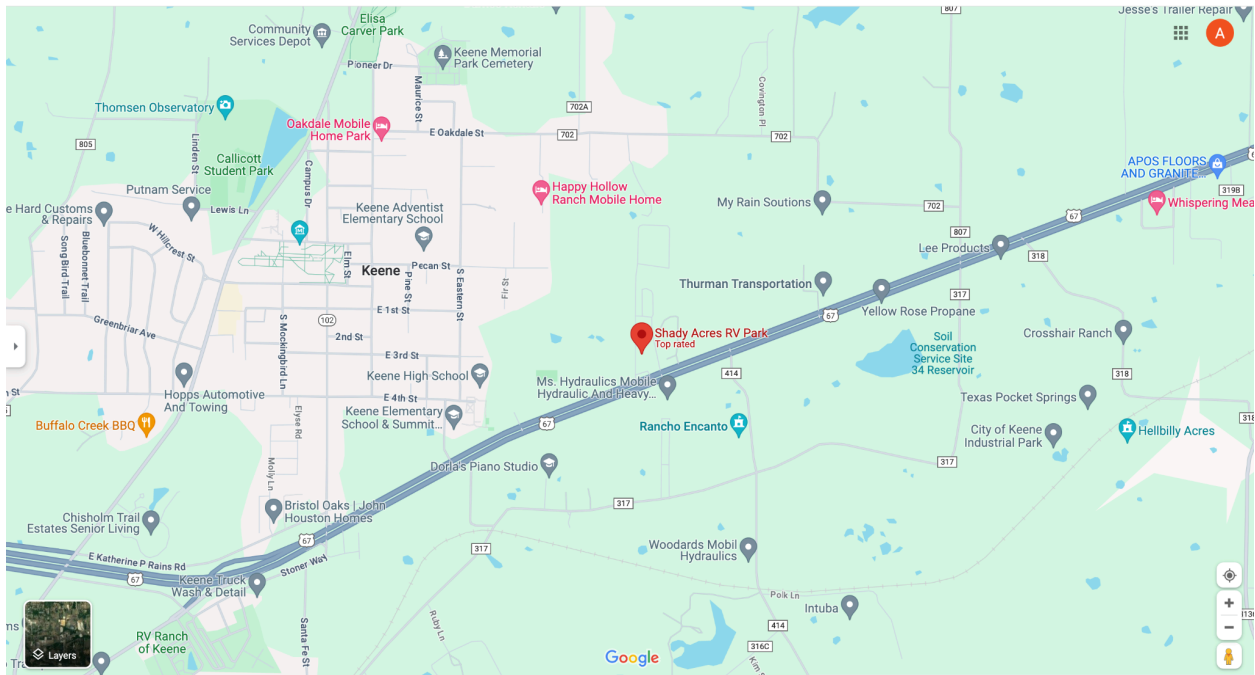 807
Jesse's Trailer Repair
Elisa
Carver Park
Community
Services Depot
A
Keene Memorial
Park Cemetery
Pioneer Dr
Maurice St
Covington Pl
Thomsen Observatory
702A
Oakdale Mobile
Home Park
E Oakdale St
702
702
Linden St
805
Callicott
Student Park
Campus Dr
APOS FLOORS
AND GRANITE...
319B
Putnam Service
Happy Hollow
Ranch Mobile Home
My Rain Soutions
702
67
Whispering Mea
e Hard Customs
& Repairs
Lewis Ln
Keene Adventist
Elementary School
W Hillcrest St
Song Bird Trail
Bluebonnet Trail
807
Lee Products
318
Elm St
Keene
Pecan St
Pine St
S Eastern St
Fir St
Thurman Transportation
317
Yellow Rose Propane
E 1st St
67
Greenbriar Ave
102
S Mockingbird Ln
2nd St
Shady Acres RV Park
Top rated
Soil
Conservation
Service Site
34 Reservoir
Crosshair Ranch
E 3rd St
Keene High School
414
318
Ms. Hydraulics Mobile
Hydraulic And Heavy...
h St
Hopps Automotive
And Towing
E 4th St
Texas Pocket Springs
Buffalo Creek BBQ
Elyse Rd
Keene Elementary
School & Summit...
67
Rancho Encanto
City of Keene
Industrial Park
Hellbilly Acres
Molly Ln
Dorla's Piano Studio
317
Bristol Oaks | John
Houston Homes
317
Chisholm Trail
Estates Senior Living
67
317
Woodards Mobil
Hydraulics
E Katherine P Rains Rd
67
Stoner Way
Keene Truck
Wash & Detail
Polk Ln
Intuba
RV Ranch
of Keene
Santa Fe St
Ruby Ln
414
316C
Kim S
Layers
Google